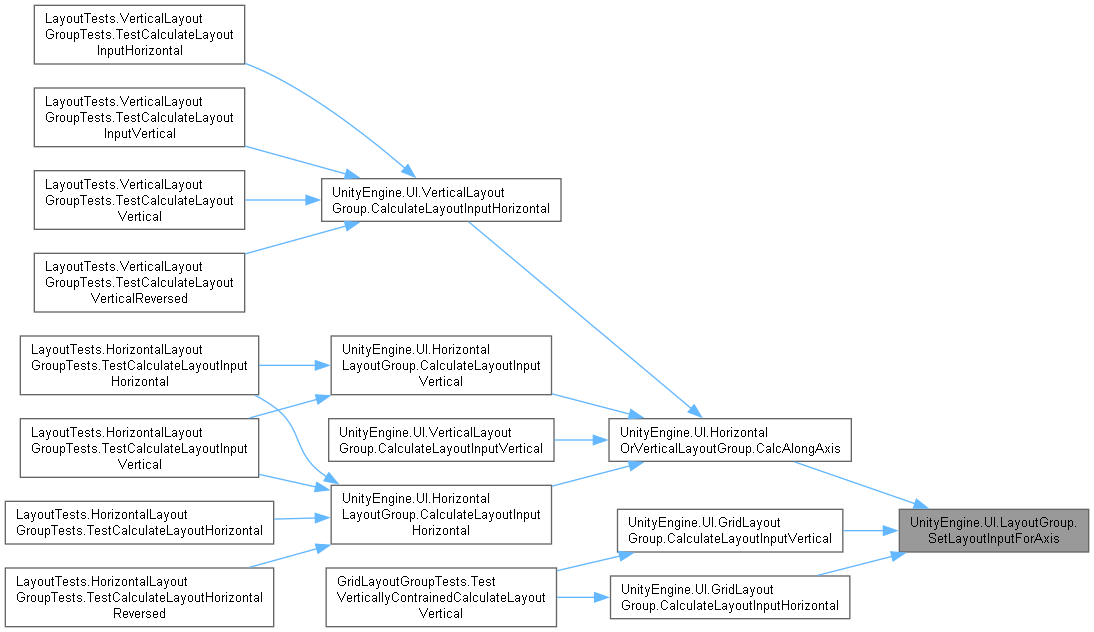 LayoutTests.VerticalLayout
GroupTests.TestCalculateLayout
InputHorizontal
LayoutTests.VerticalLayout
GroupTests.TestCalculateLayout
InputVertical
LayoutTests.VerticalLayout
GroupTests.TestCalculateLayout
Vertical
LayoutTests.VerticalLayout
GroupTests.TestCalculateLayout
VerticalReversed
UnityEngine.UI.VerticalLayout
Group.CalculateLayoutInputHorizontal
LayoutTests.HorizontalLayout
GroupTests.TestCalculateLayoutInput
Horizontal
LayoutTests.HorizontalLayout
GroupTests.TestCalculateLayoutInput
Vertical
LayoutTests.HorizontalLayout
GroupTests.TestCalculateLayoutHorizontal
LayoutTests.HorizontalLayout
GroupTests.TestCalculateLayoutHorizontal
Reversed
UnityEngine.UI.Horizontal
LayoutGroup.CalculateLayoutInput
Vertical
UnityEngine.UI.VerticalLayout
Group.CalculateLayoutInputVertical
UnityEngine.UI.Horizontal
LayoutGroup.CalculateLayoutInput
Horizontal
GridLayoutGroupTests.Test
VerticallyContrainedCalculateLayout
Vertical
UnityEngine.UI.Horizontal
OrVerticalLayoutGroup.CalcAlongAxis
UnityEngine.UI.GridLayout
Group.CalculateLayoutInputVertical
UnityEngine.UI.GridLayout
Group.CalculateLayoutInputHorizontal
UnityEngine.UI.LayoutGroup.
SetLayoutInputForAxis